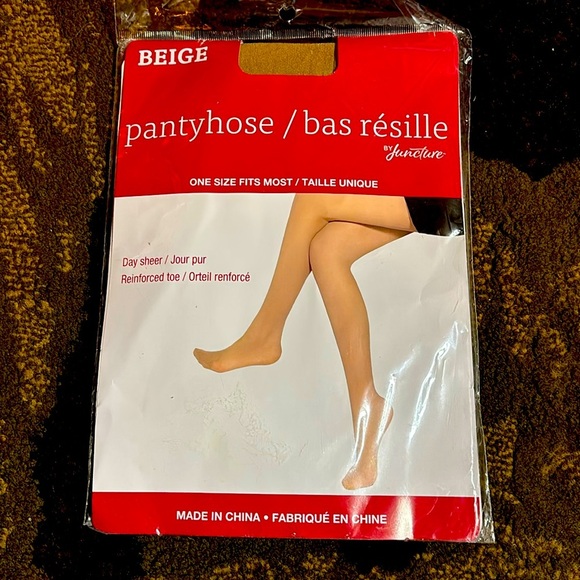 BEIGÉ
pantyhose / bas résille
BY Juncture
ONE SIZE FITS MOST / TAILLE UNIQUE
Day sheer / Jour pur
Reinforced toe / Orteil renforcé
MADE IN CHINA • FABRIQUÉ EN CHINE